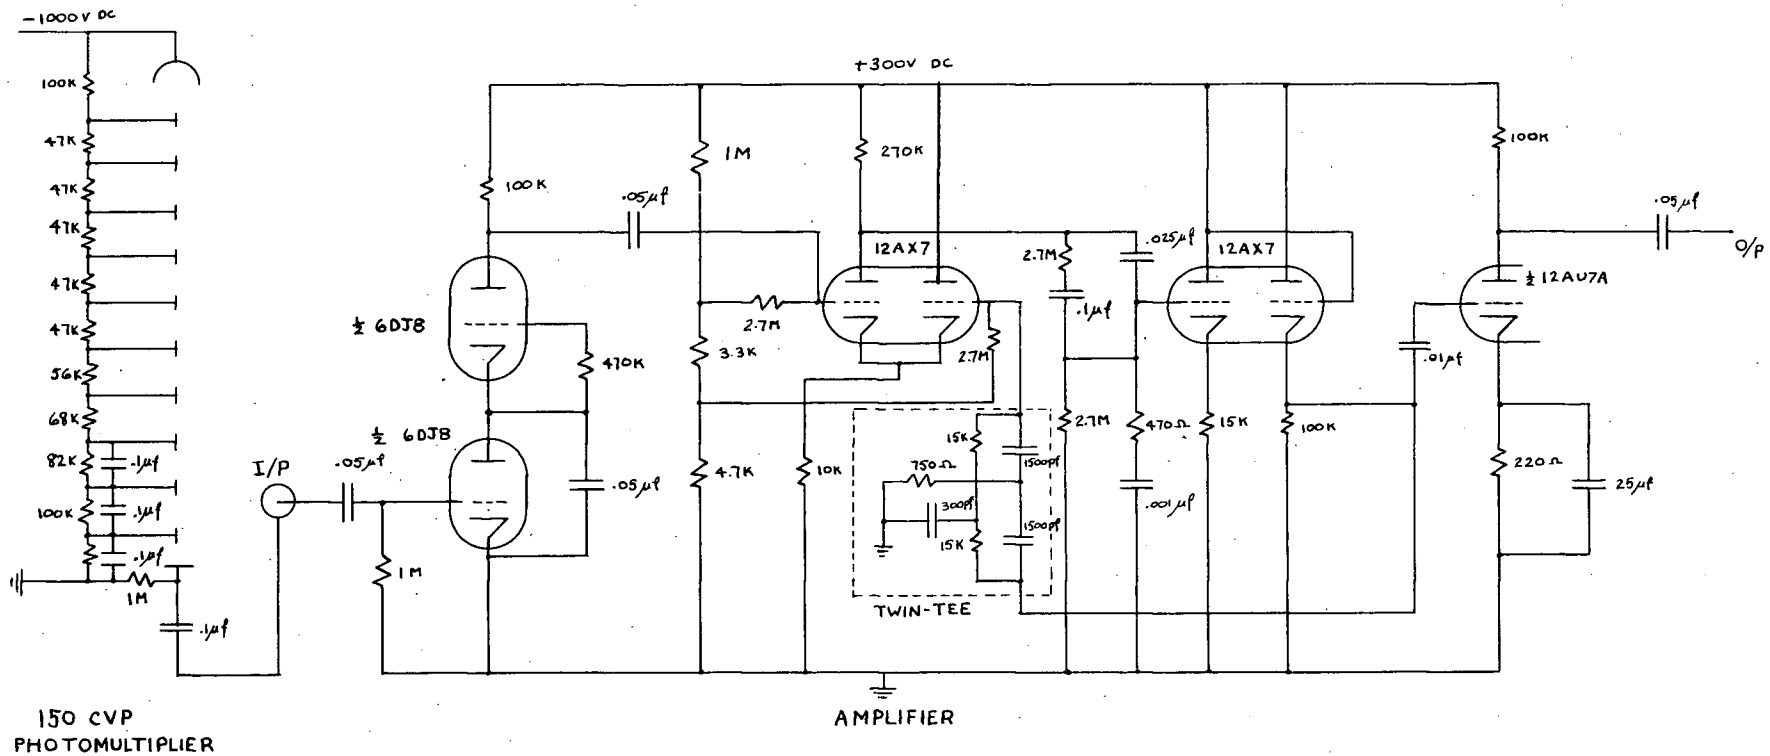 -1000V DC
100K
47K
47K
47K
47K
47K
56K
68K
82K
.1μf
100K
.1μf
.1μf
1M
.1μf
150 CVP
PHOTOMULTIPLIER
I/P
.05μf
1M
½ 6DJ8
½ 6DJ8
100K
470K
.05μf
.05μf
+300V DC
1M
2.7M
3.3K
4.7K
10K
270K
12AX7
2.7M
15K
1500pf
750Ω
300pf
15K
1500pf
TWIN-TEE
2.7M
.1μf
2.7M
.025μf
470Ω
.001μf
12AX7
15K
100K
.01μf
100K
½ 12AU7A
220Ω
25μf
.05μf
O/P
AMPLIFIER